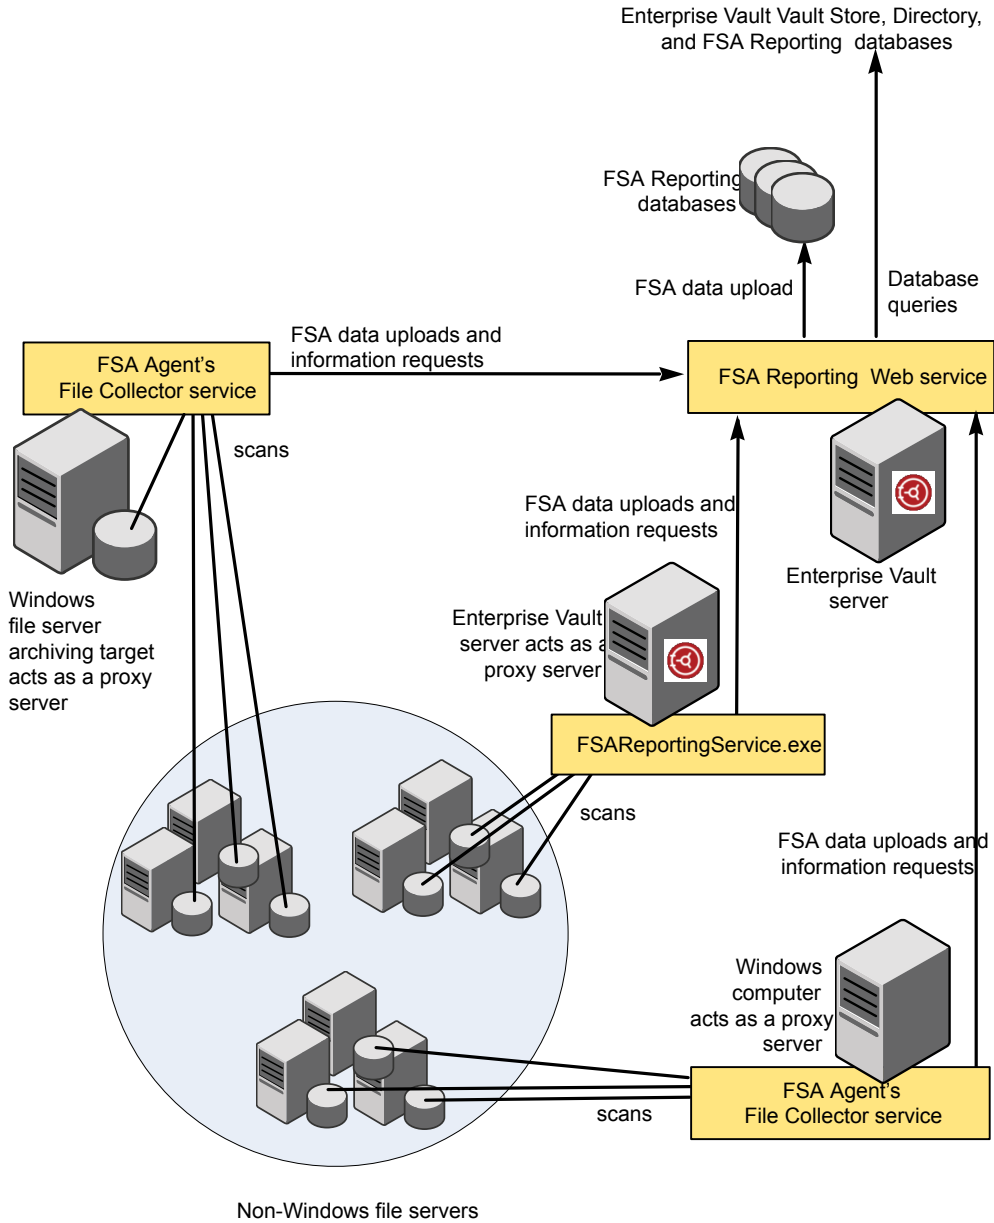 Enterprise Vault Vault Store, Directory,
and FSA Reporting databases
FSA Reporting
databases
FSA data upload
Database
queries
FSA data uploads and
information requests
FSA Agent's
File Collector service
FSA Reporting Web service
scans
FSA data uploads and
information requests
Enterprise Vault
server
Windows
file server
archiving target
acts as a proxy
server
Enterprise Vault
server acts as a
proxy server
FSAReportingService.exe
scans
FSA data uploads and
information requests
Windows
computer
acts as a proxy
server
FSA Agent's
File Collector service
scans
Non-Windows file servers